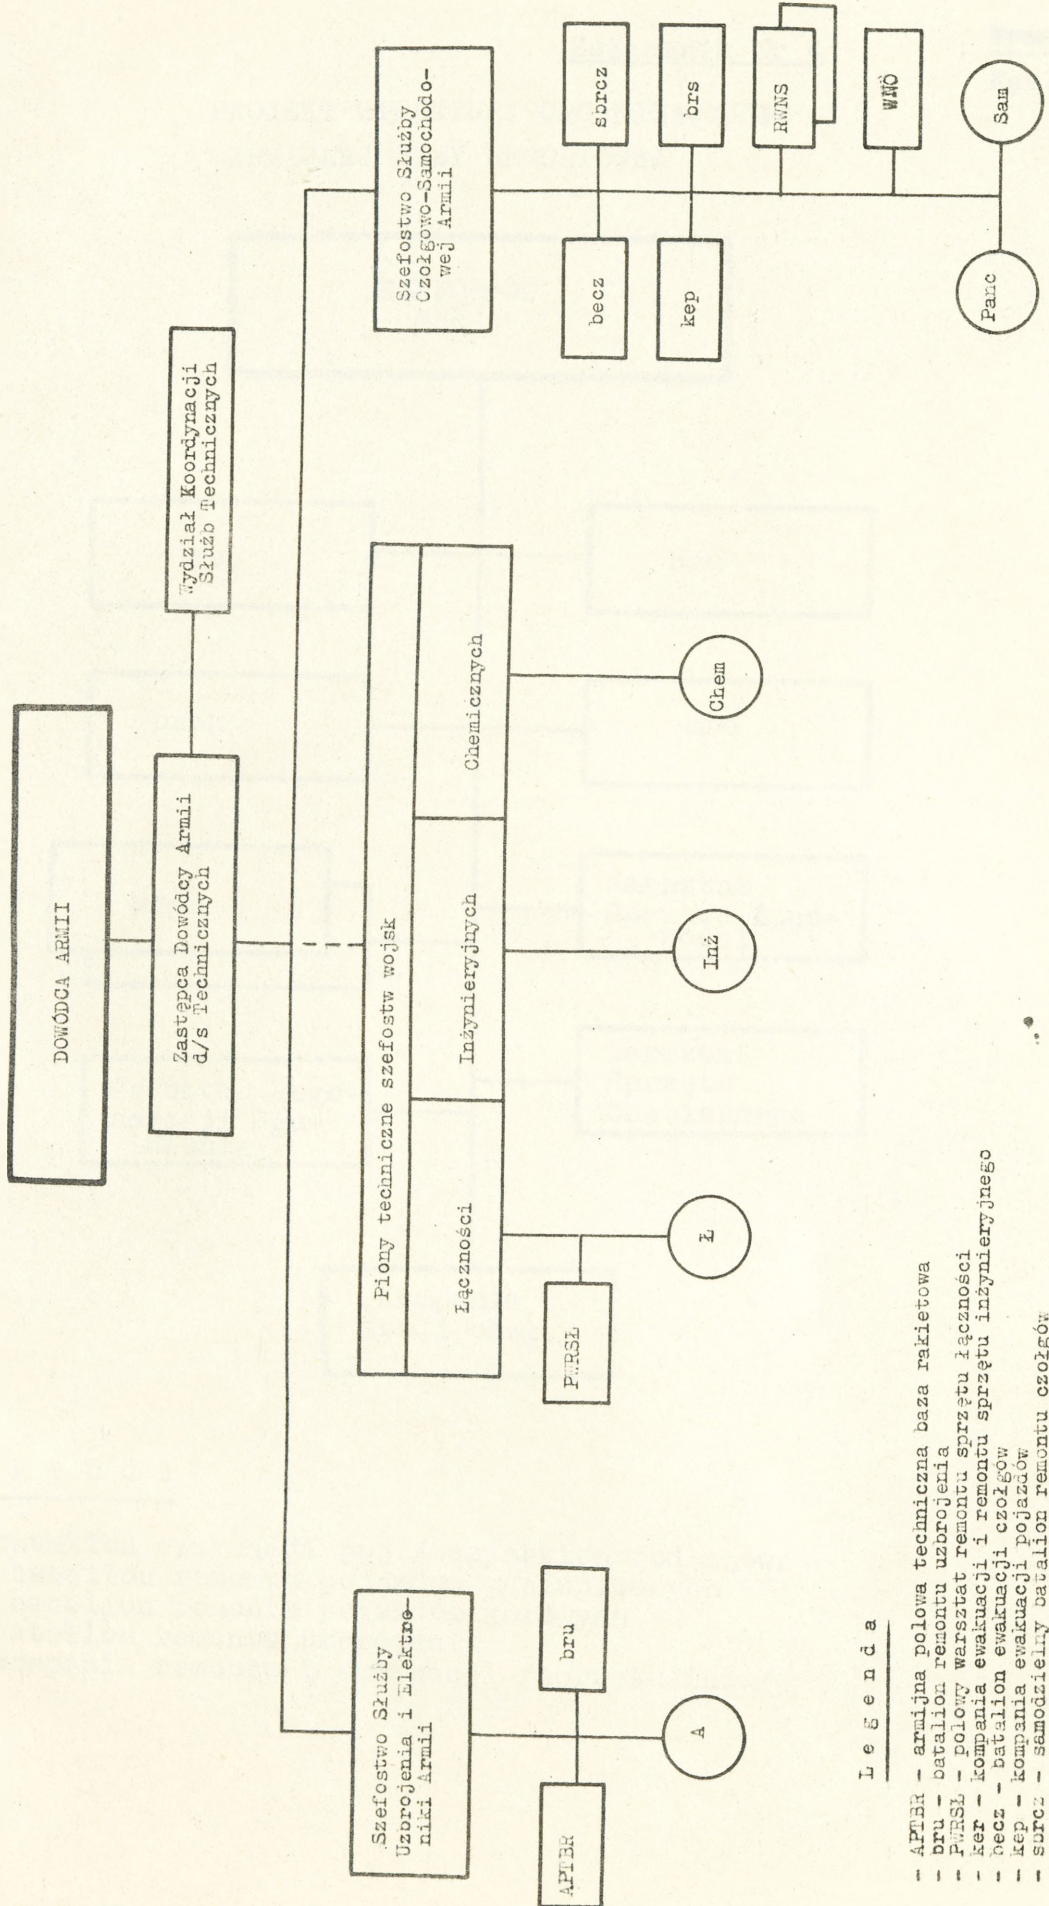 DOWÓDCA ARMII
Zastępca Dowódcy Armii
d/s Technicznych
Wydział Koordynacji
Służb Technicznych
Szefostwo Służby
Uzbrojenia i Elektro-
niki Armii
APTBR
bru
A
Piony techniczne szefostw wojsk
Łączności
Inżynieryjnych
Chemicznych
PWRSŁ
Ł
Inż
Chem
Szefostwo Służby
Czołgowo-Samochodo-
wej Armii
becz
sbrcz
kep
brs
RWNS
WNO
Panc
Sam
Legenda
- APTBR - armijna polowa techniczna baza rakietowa
- bru - batalion remontu uzbrojenia
- PWRSŁ - polowy warsztat remontu sprzętu łączności
- ker - kompania ewakuacji i remontu sprzętu inżynieryjnego
- becz - batalion ewakuacji czołgów
- kep - kompania ewakuacji pojazdów
- sbrcz - samodzielny batalion remontu czołgów